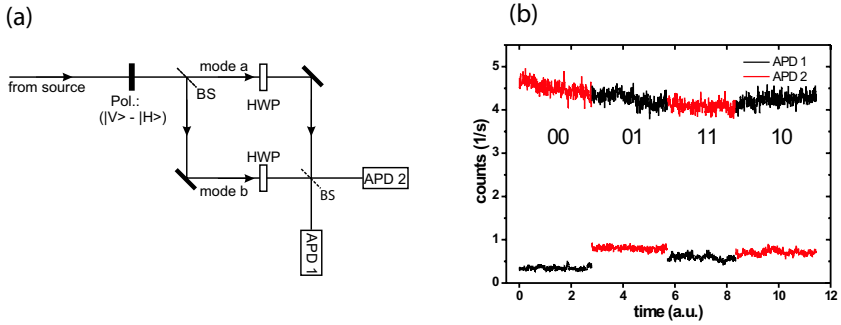 (a)
from source
Pol.:
(|V> - |H>)
BS
mode a
HWP
HWP
mode b
BS
APD 2
APD 1
(b)
counts (1/s)
5
4
3
2
1
0
APD 1
APD 2
00
01
11
10
0
2
4
6
8
10
12
time (a.u.)